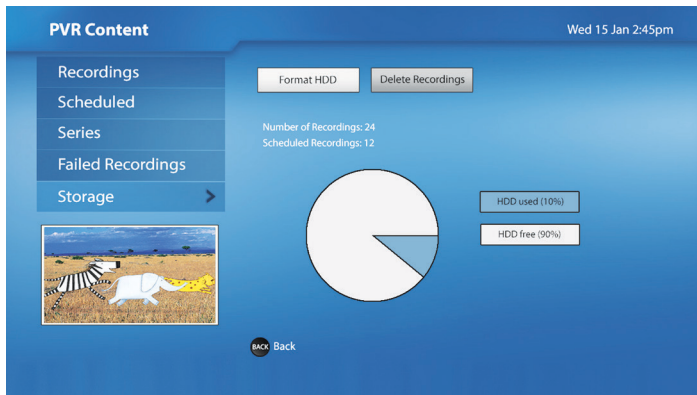 PVR Content
Wed 15 Jan 2:45pm
Recordings
Scheduled
Series
Failed Recordings
Storage
Format HDD
Delete Recordings
Number of Recordings: 24
Scheduled Recordings: 12
HDD used (10%)
HDD free (90%)
BACK Back